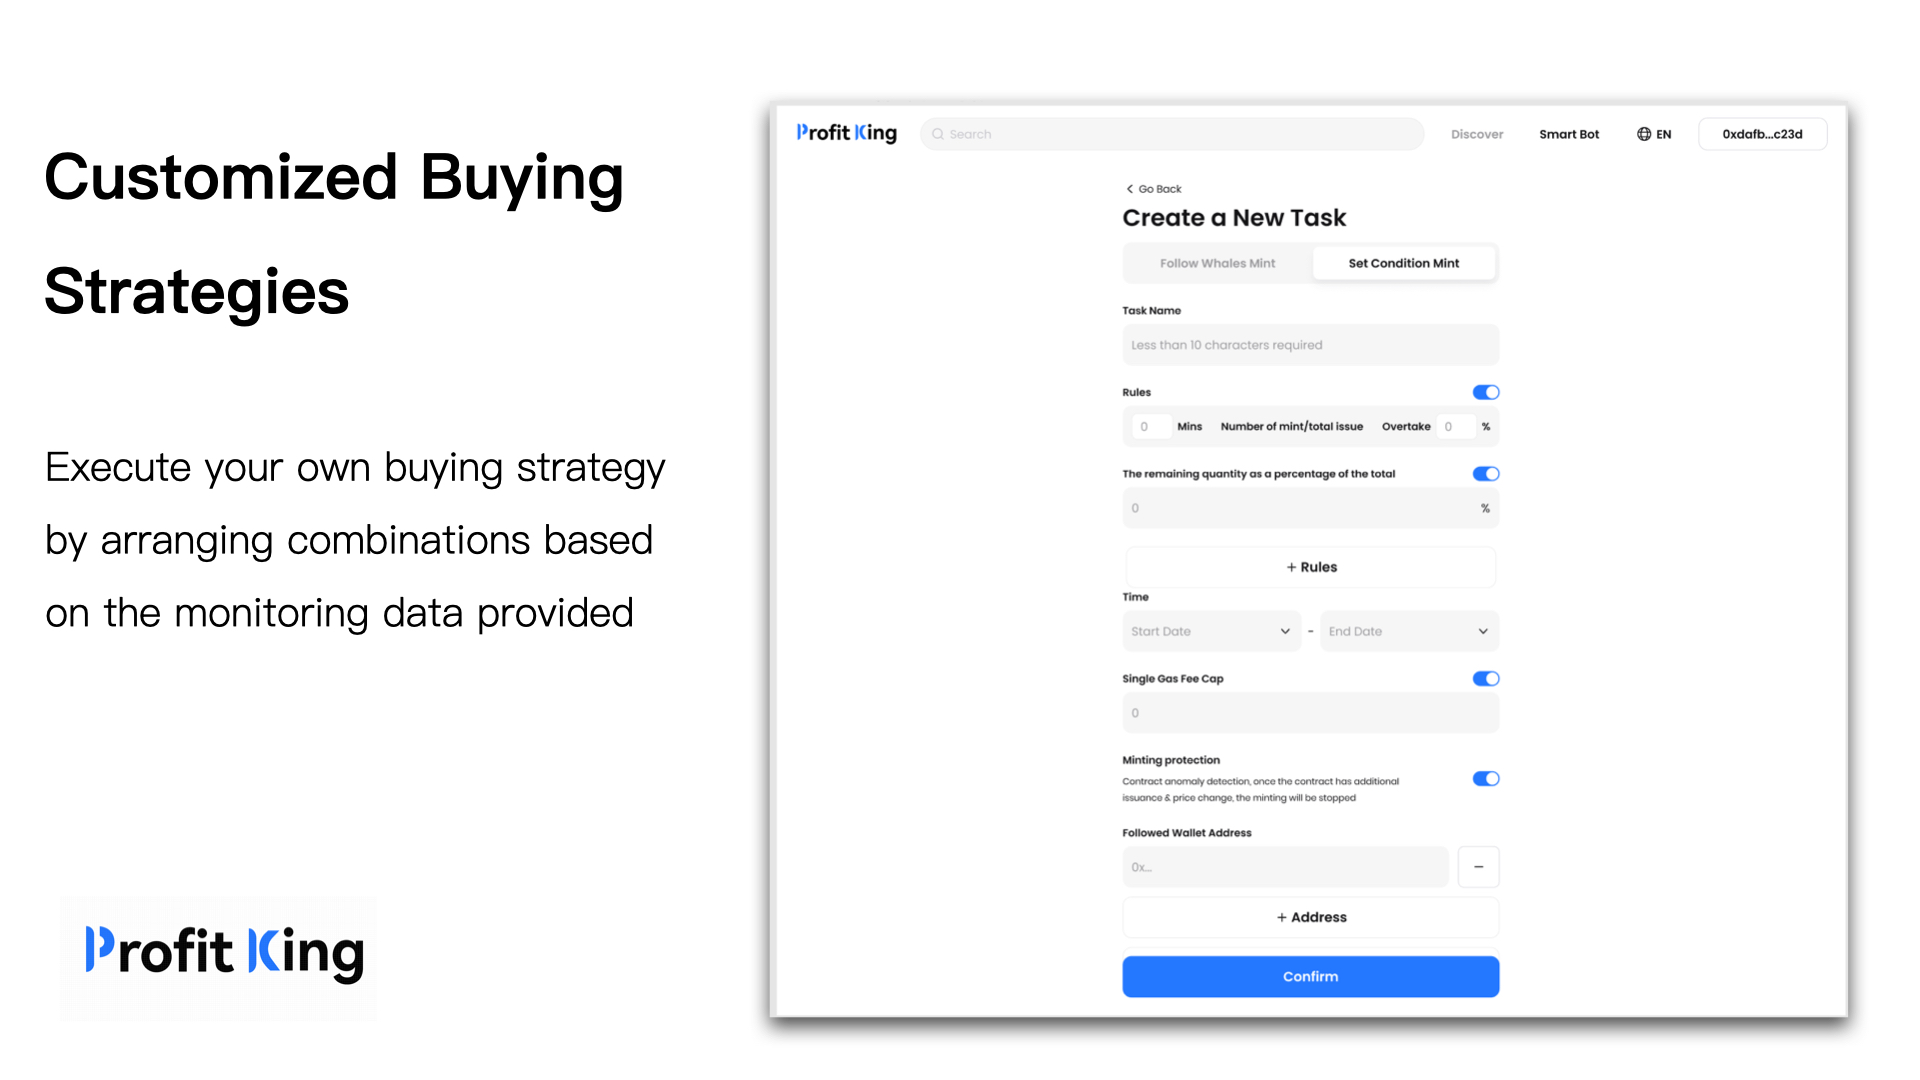 Customized Buying
Strategies
Execute your own buying strategy
by arranging combinations based
on the monitoring data provided
Profit King
Profit King
Search
Discover
Smart Bot
EN
0xdafb...c23d
< Go Back
Create a New Task
Follow Whales Mint
Set Condition Mint
Task Name
Less than 10 characters required
Rules
0 Mins Number of mint/total issue Overtake 0 %
The remaining quantity as a percentage of the total
0 %
+ Rules
Time
Start Date - End Date
Single Gas Fee Cap
0
Minting protection
Contract anomaly detection, once the contract has additional
issuance & price change, the minting will be stopped
Followed Wallet Address
0x... −
+ Address
Confirm